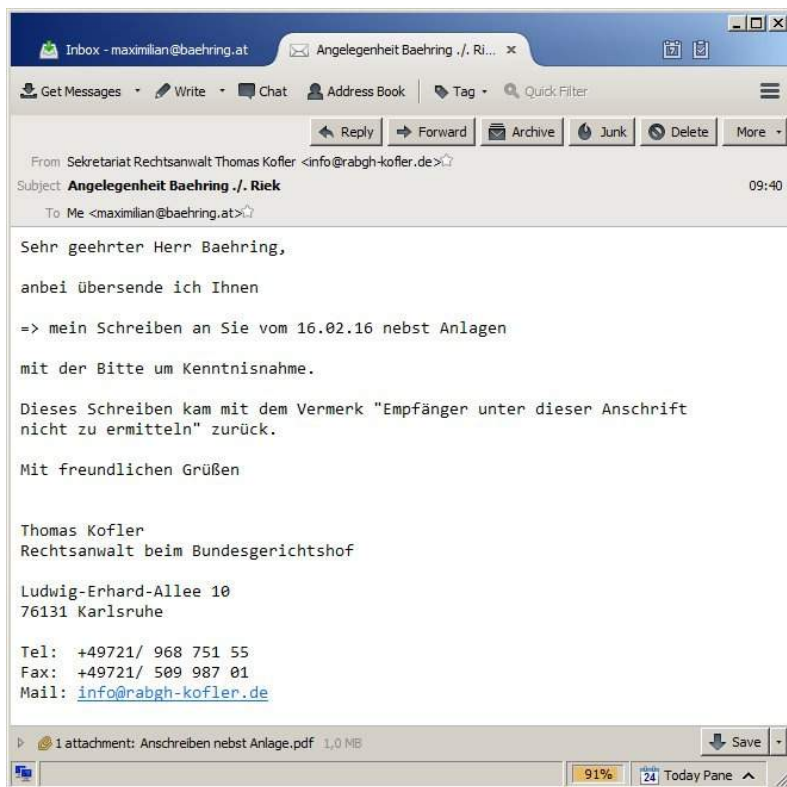 Inbox - maximilian@baehring.at
Angelegenheit Baehring ./. Ri...
Get Messages Write Chat Address Book Tag Quick Filter
Reply Forward Archive Junk Delete More
From Sekretariat Rechtsanwalt Thomas Kofler <info@rabgh-kofler.de>
Subject Angelegenheit Baehring ./. Riek 09:40
To Me <maximilian@baehring.at>
Sehr geehrter Herr Baehring,
anbei übersende ich Ihnen
=> mein Schreiben an Sie vom 16.02.16 nebst Anlagen
mit der Bitte um Kenntnisnahme.
Dieses Schreiben kam mit dem Vermerk "Empfänger unter dieser Anschrift
nicht zu ermitteln" zurück.
Mit freundlichen Grüßen
Thomas Kofler
Rechtsanwalt beim Bundesgerichtshof
Ludwig-Erhard-Allee 10
76131 Karlsruhe
Tel: +49721/ 968 751 55
Fax: +49721/ 509 987 01
Mail: info@rabgh-kofler.de
1 attachment: Anschreiben nebst Anlage.pdf 1,0 MB Save
91% 24 Today Pane